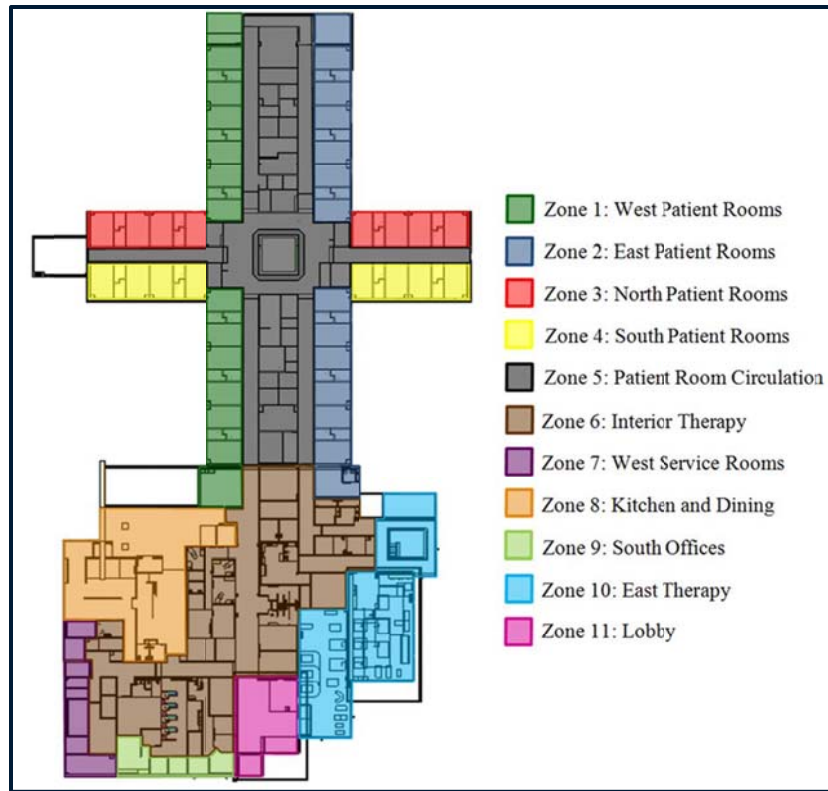 Zone 1: West Patient Rooms
Zone 2: East Patient Rooms
Zone 3: North Patient Rooms
Zone 4: South Patient Rooms
Zone 5: Patient Room Circulation
Zone 6: Interior Therapy
Zone 7: West Service Rooms
Zone 8: Kitchen and Dining
Zone 9: South Offices
Zone 10: East Therapy
Zone 11: Lobby